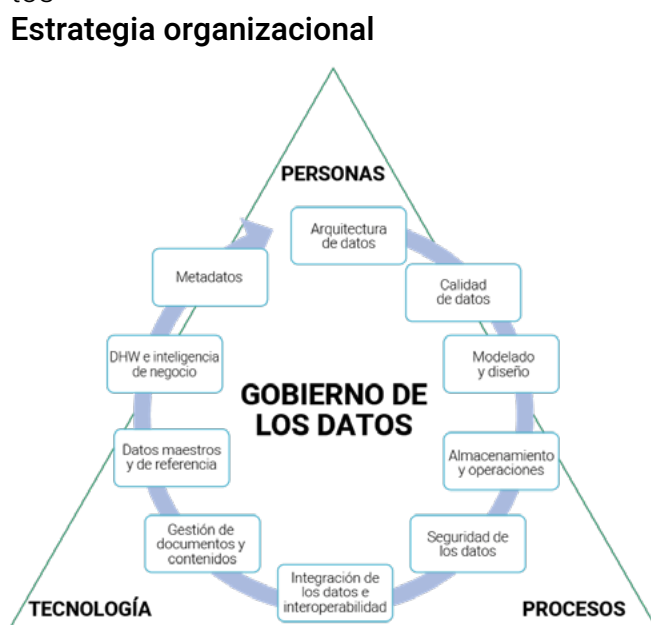 Estrategia organizacional
PERSONAS
Arquitectura
de datos
Calidad
de datos
Modelado
y diseño
Almacenamiento
y operaciones
Seguridad de
los datos
Integración de
los datos e
interoperabilidad
Gestión de
documentos y
contenidos
Datos maestros
y de referencia
DHW e inteligencia
de negocio
Metadatos
GOBIERNO DE
LOS DATOS
TECNOLOGÍA
PROCESOS